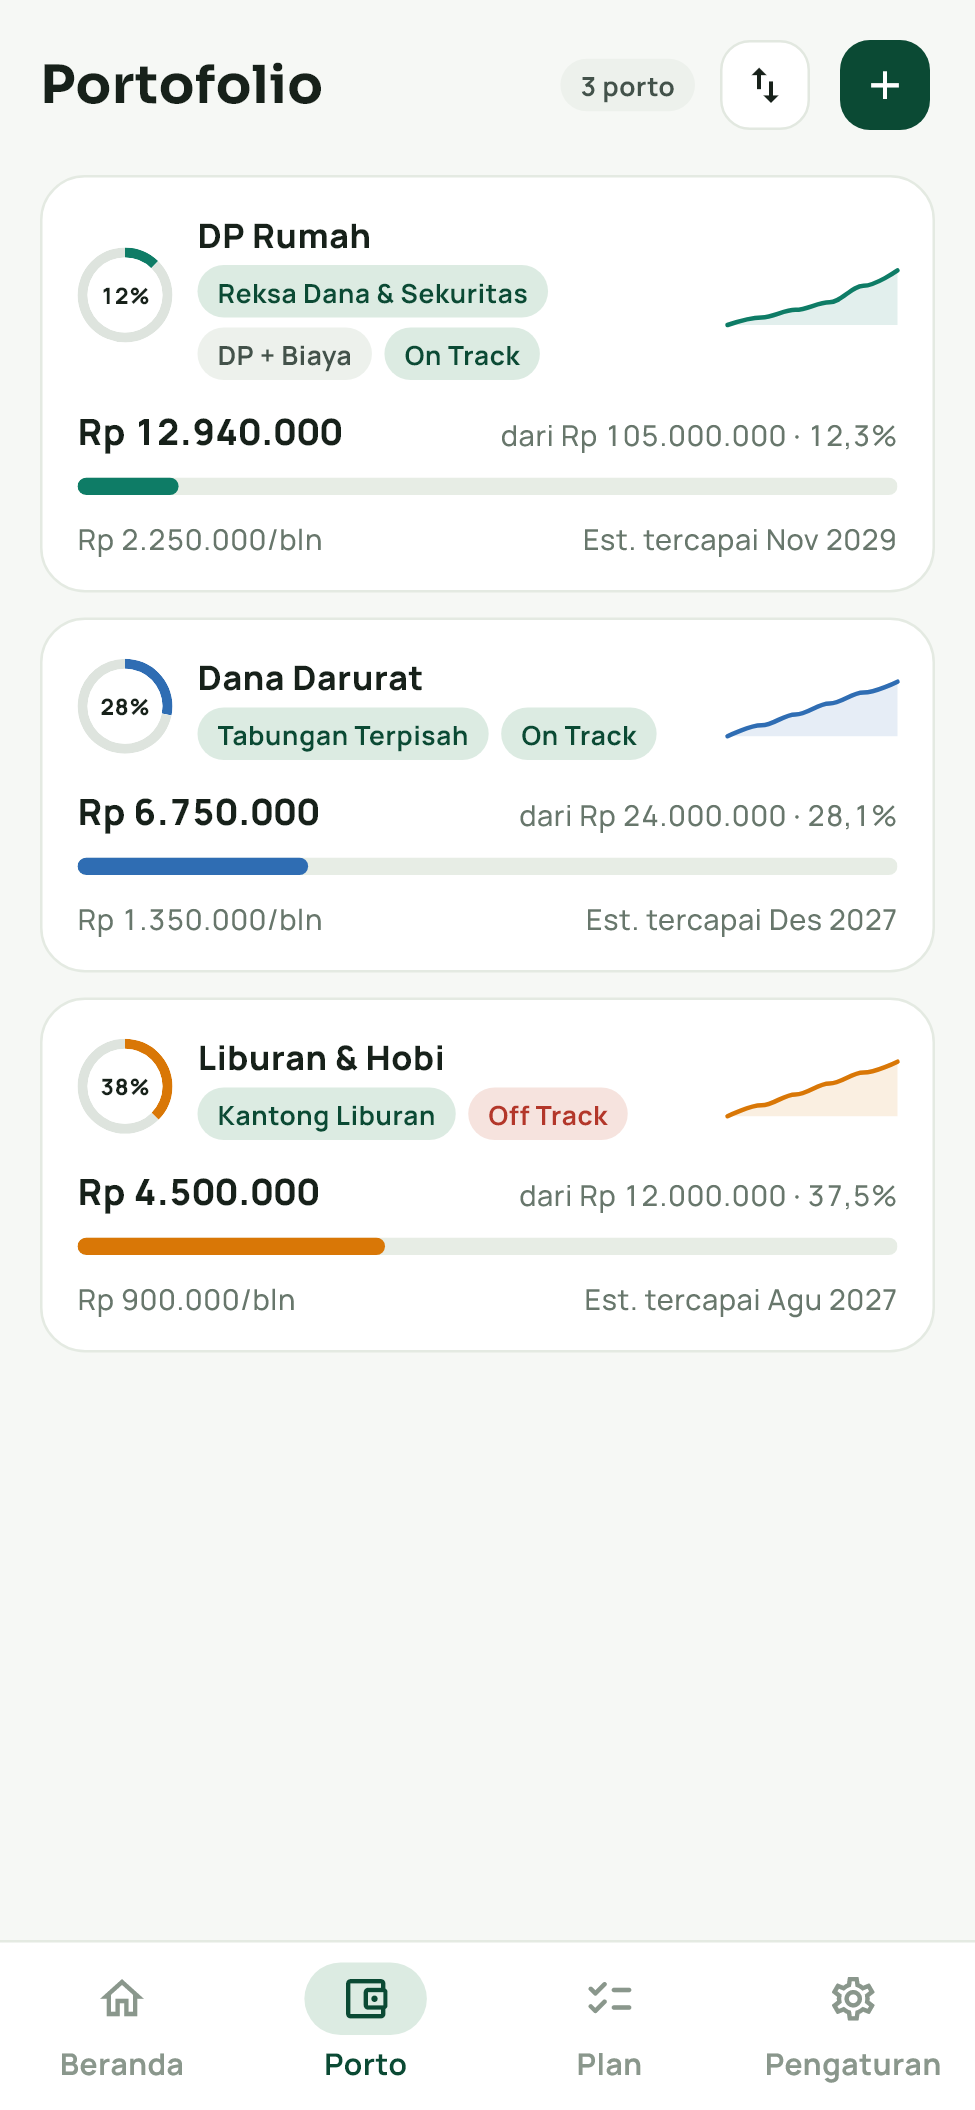 Portofolio
3 porto
12%
DP Rumah
Reksa Dana & Sekuritas
DP + Biaya On Track
Rp 12.940.000 dari Rp 105.000.000 · 12,3%
Rp 2.250.000/bln Est. tercapai Nov 2029
28%
Dana Darurat
Tabungan Terpisah On Track
Rp 6.750.000 dari Rp 24.000.000 · 28,1%
Rp 1.350.000/bln Est. tercapai Des 2027
38%
Liburan & Hobi
Kantong Liburan Off Track
Rp 4.500.000 dari Rp 12.000.000 · 37,5%
Rp 900.000/bln Est. tercapai Agu 2027
Beranda Porto Plan Pengaturan